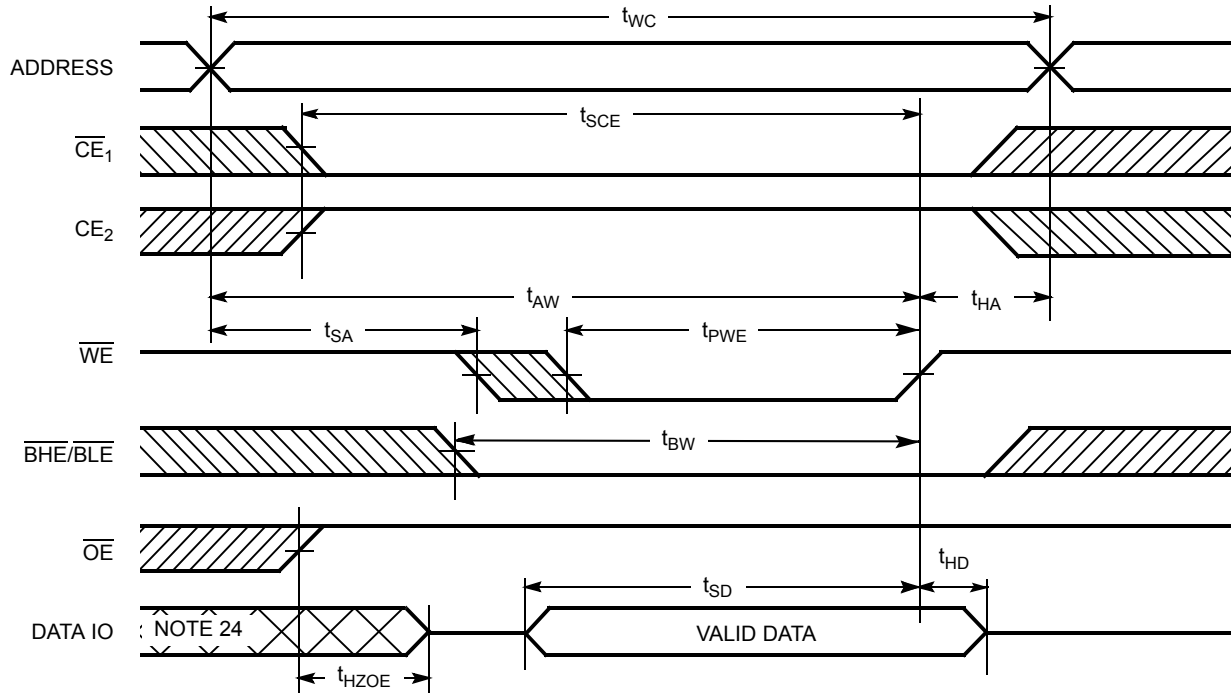 tWC
ADDRESS
tSCE
CE1
CE2
tAW
tHA
tSA
tPWE
WE
tBW
BHE/BLE
OE
tHD
tSD
DATA IO
NOTE 24
VALID DATA
tHZOE